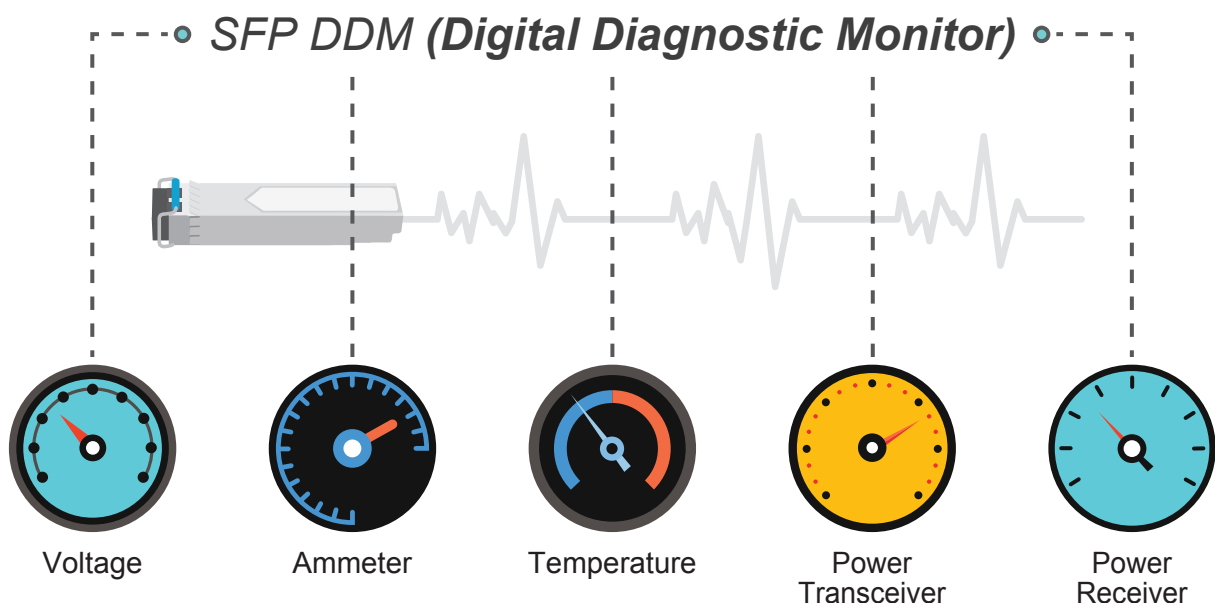 SFP DDM (Digital Diagnostic Monitor)
Voltage
Ammeter
Temperature
Power
Transceiver
Power
Receiver